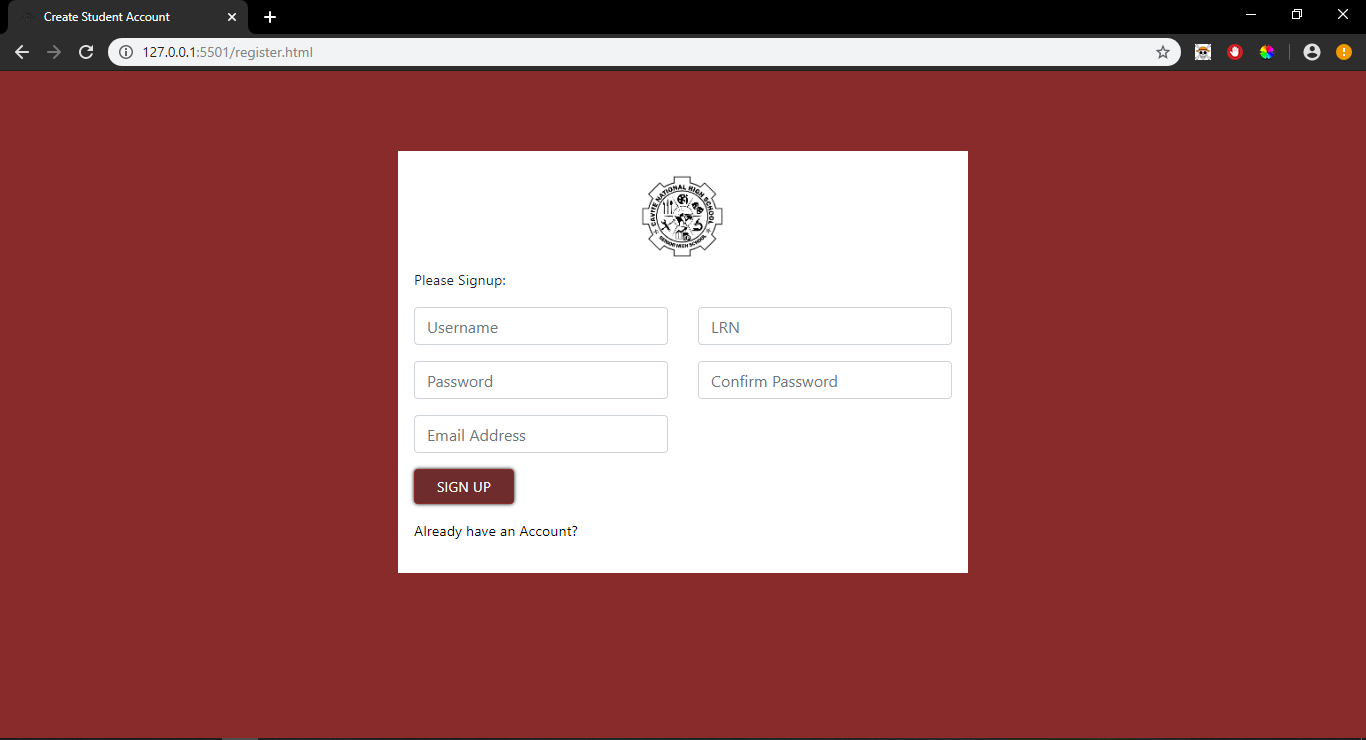 Create Student Account
127.0.0.1:5501/register.html
CAVITE NATIONAL HIGH SCHOOL
SENIOR HIGH SCHOOL
Please Signup:
Username
LRN
Password
Confirm Password
Email Address
SIGN UP
Already have an Account?